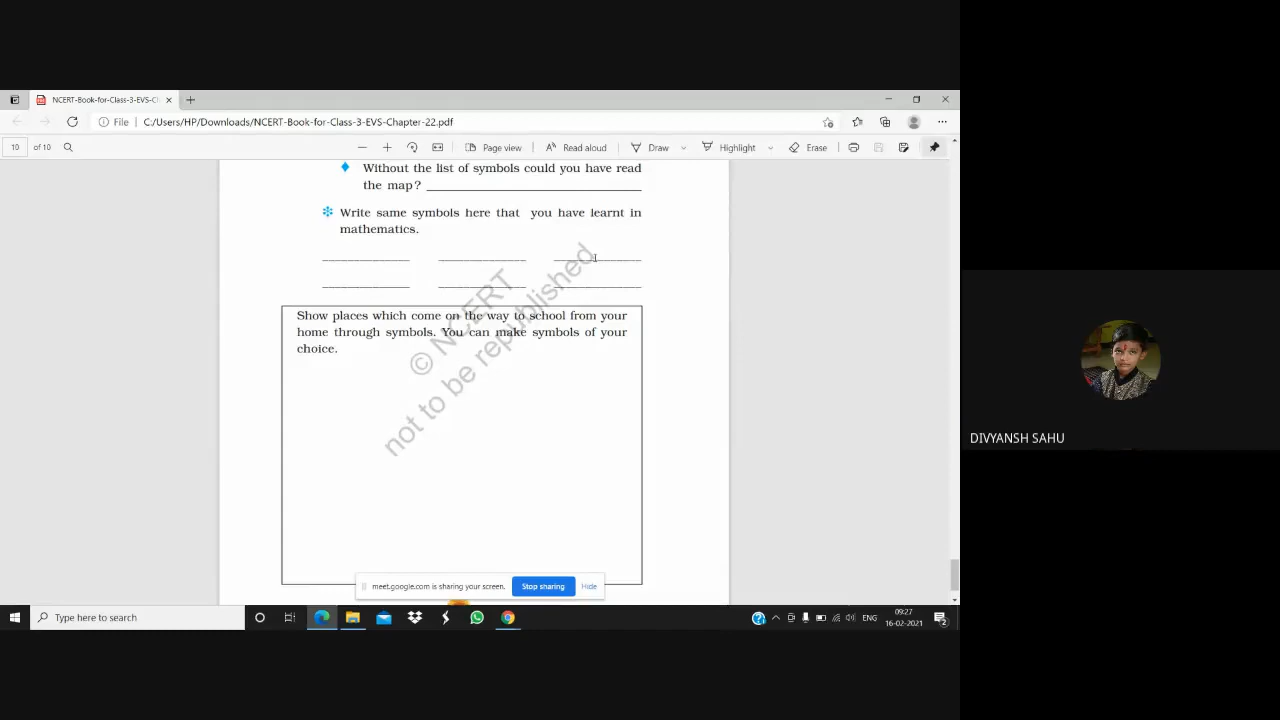 NCERT-Book-for-Class-3-EVS-Ch
File
C:/Users/HP/Downloads/NCERT-Book-for-Class-3-EVS-Chapter-22.pdf
10 of 10
Page view
Read aloud
Draw
Highlight
Erase
Without the list of symbols could you have read
the map?
Write same symbols here that you have learnt in
mathematics.
Show places which come on the way to school from your
home through symbols. You can make symbols of your
choice.
© NCERT
not to be republished
meet.google.com is sharing your screen.
Stop sharing
Hide
DIVYANSH SAHU
Type here to search
ENG
09:27
16-02-2021
2